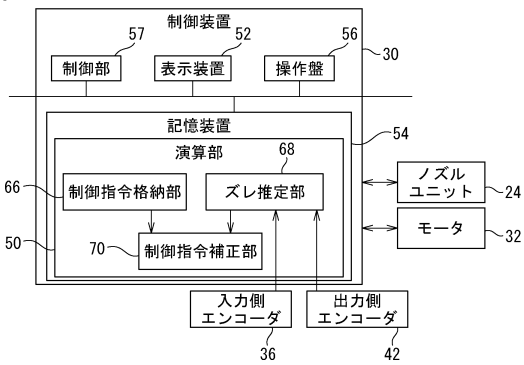 制御装置
57
52
56
30
制御部
表示装置
操作盤
記憶装置
54
演算部
68
66
制御指令格納部
ズレ推定部
ノズル
ユニット
24
モータ
32
50
70
制御指令補正部
入力側
エンコーダ
出力側
エンコーダ
36
42